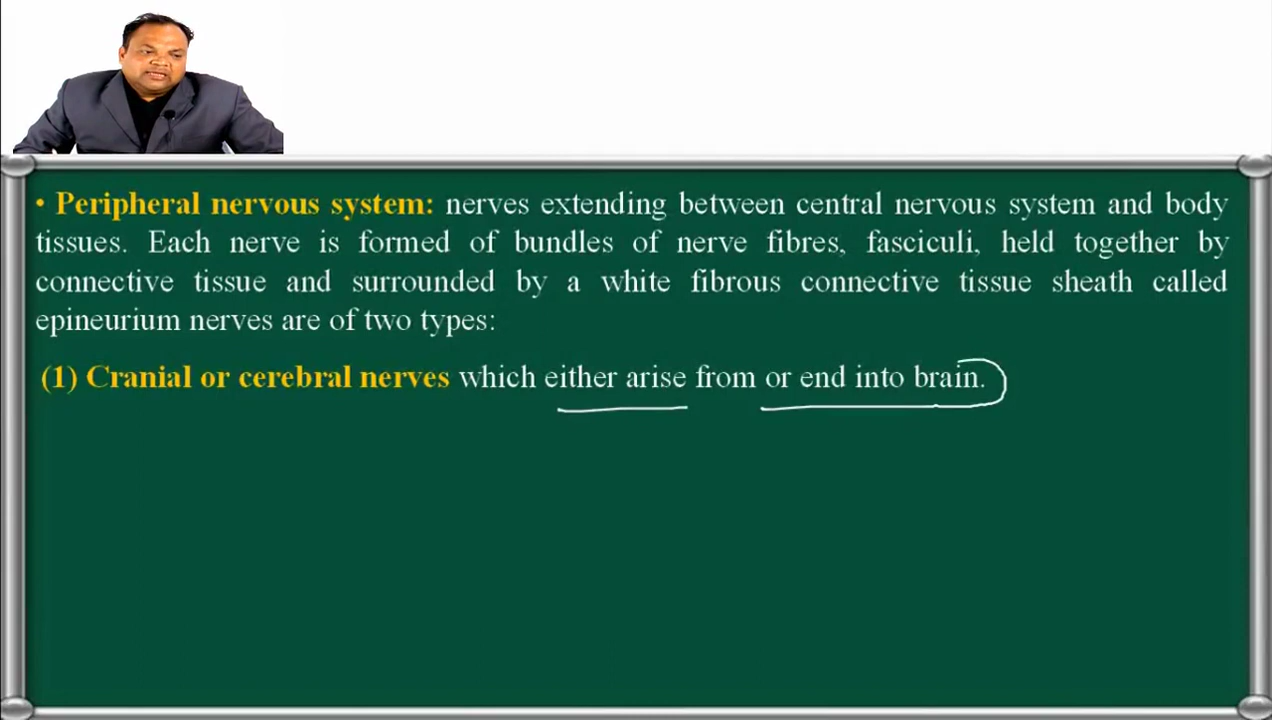 • Peripheral nervous system: nerves extending between central nervous system and body
tissues. Each nerve is formed of bundles of nerve fibres, fasciculi, held together by
connective tissue and surrounded by a white fibrous connective tissue sheath called
epineurium nerves are of two types:
(1) Cranial or cerebral nerves which either arise from or end into brain.